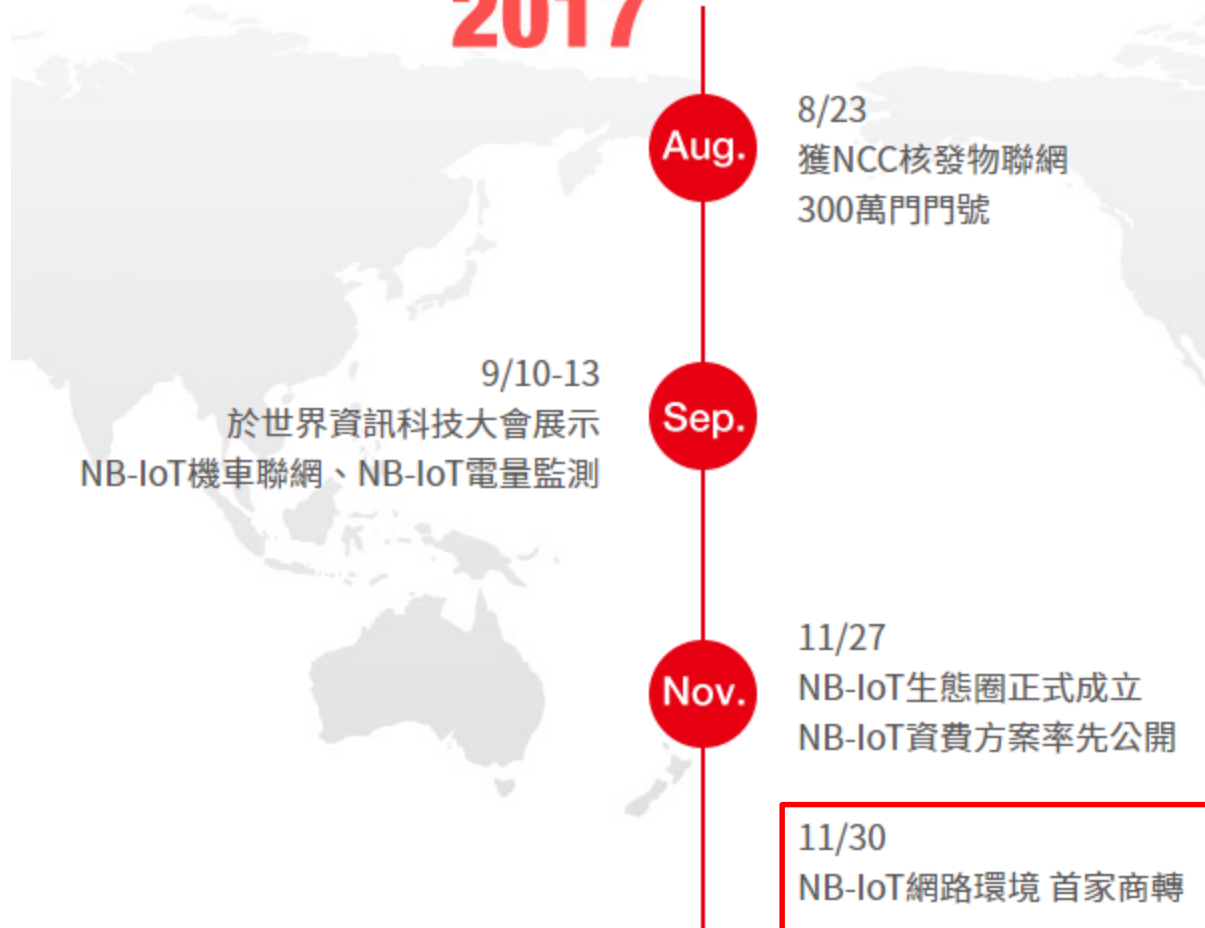 2017
Aug.
8/23
獲NCC核發物聯網
300萬門門號
9/10-13
於世界資訊科技大會展示
NB-IoT機車聯網、NB-IoT電量監測
Sep.
Nov.
11/27
NB-IoT生態圈正式成立
NB-IoT資費方案率先公開
11/30
NB-IoT網路環境 首家商轉